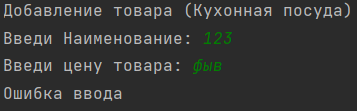 Добавление товара (Кухонная посуда)
Введи Наименование: 123
Введи цену товара: фыв
Ошибка ввода